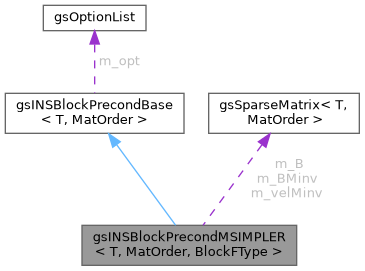 gsOptionList
m_opt
gsINSBlockPrecondBase
< T, MatOrder >
gsSparseMatrix< T,
MatOrder >
m_B
m_BMinv
m_velMinv
gsINSBlockPrecondMSIMPLER
< T, MatOrder, BlockFType >